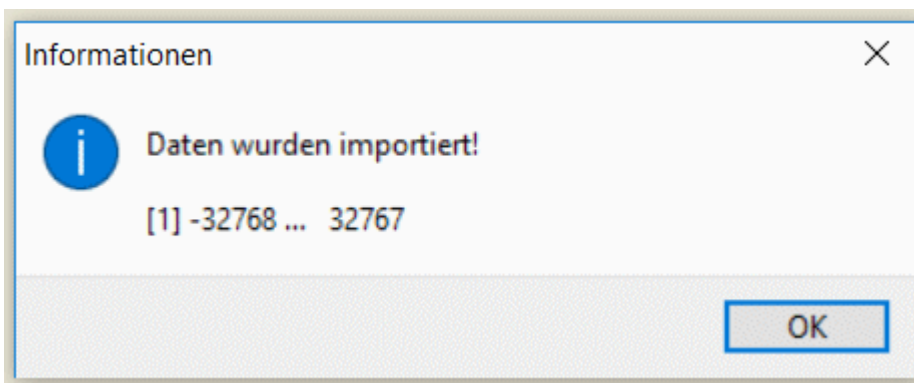 Informationen
Daten wurden importiert!
[1] -32768 ... 32767
OK